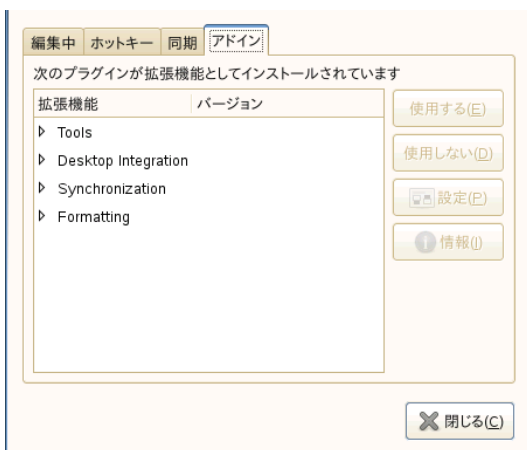 編集中 ホットキー 同期 アドイン
次のプラグインが拡張機能としてインストールされています
拡張機能 バージョン
Tools
Desktop Integration
Synchronization
Formatting
使用する(E)
使用しない(D)
設定(P)
情報(I)
閉じる(C)